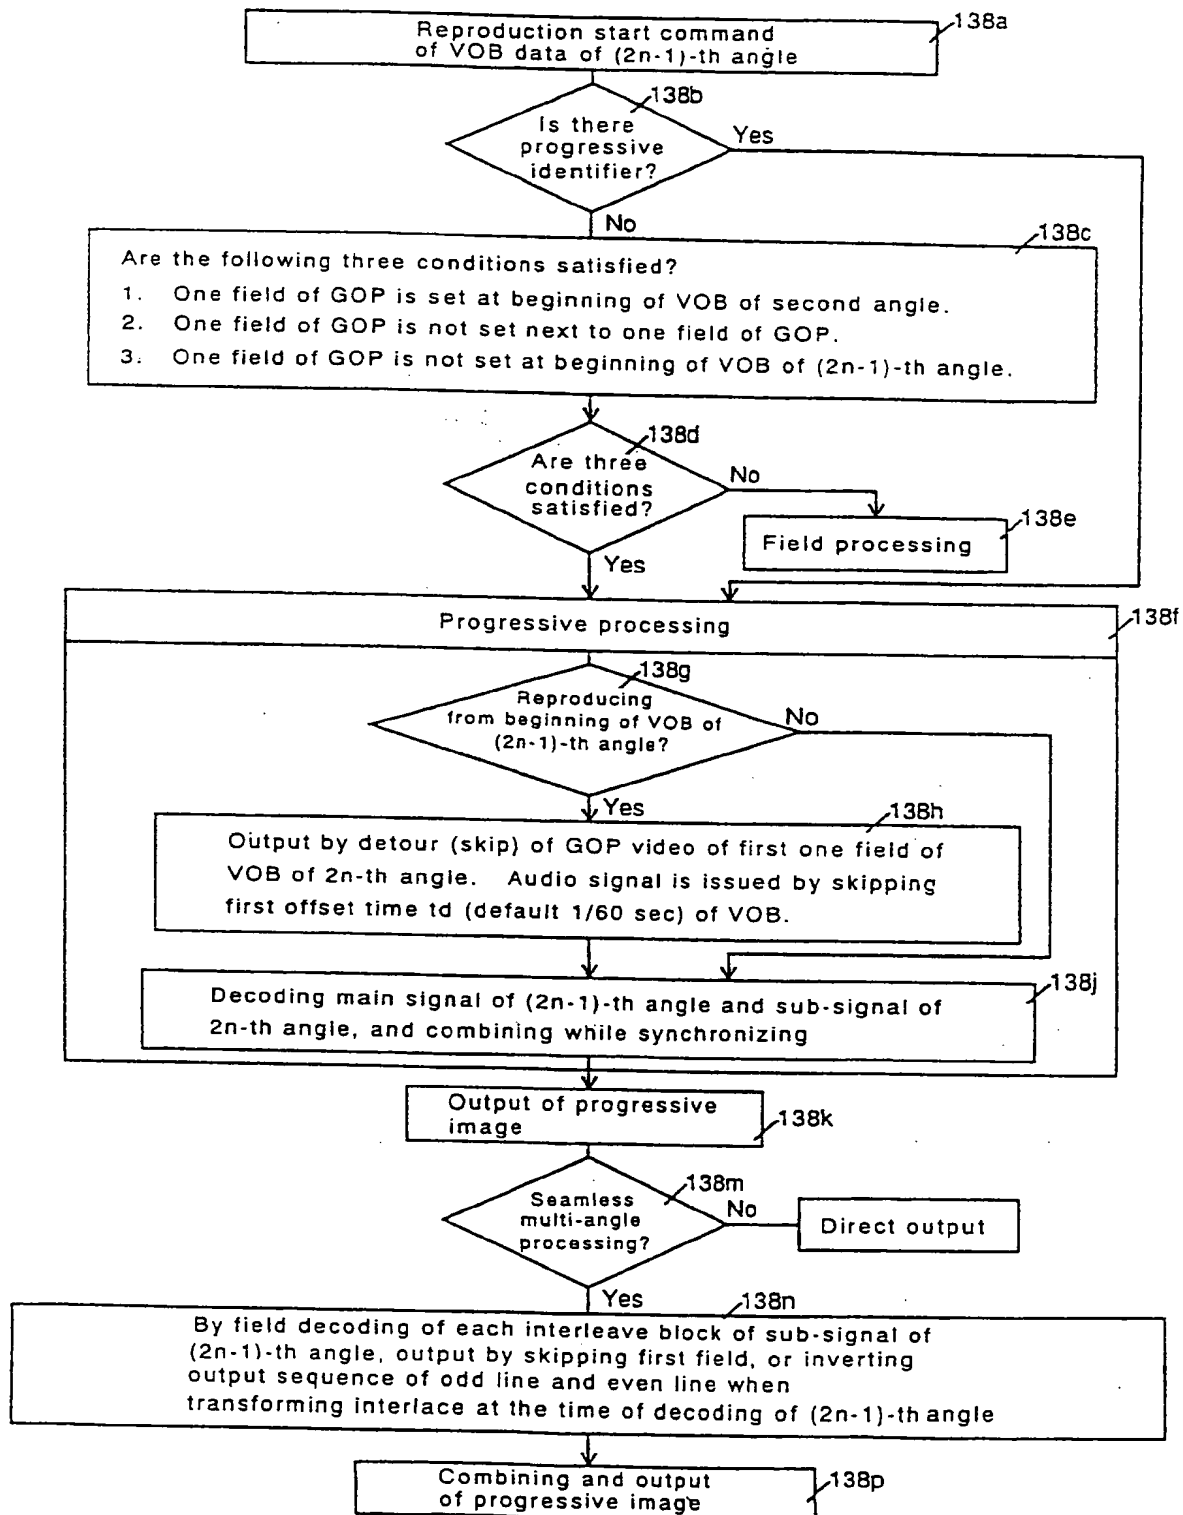 Reproduction start command
of VOB data of (2n-1)-th angle
138a
138b
Is there
progressive
identifier?
Yes
No
138c
Are the following three conditions satisfied?
1. One field of GOP is set at beginning of VOB of second angle.
2. One field of GOP is not set next to one field of GOP.
3. One field of GOP is not set at beginning of VOB of (2n-1)-th angle.
138d
Are three
conditions
satisfied?
No
138e
Field processing
Yes
Progressive processing
138f
138g
Reproducing
from beginning of VOB of
(2n-1)-th angle?
No
Yes
138h
Output by detour (skip) of GOP video of first one field of
VOB of 2n-th angle. Audio signal is issued by skipping
first offset time td (default 1/60 sec) of VOB.
138j
Decoding main signal of (2n-1)-th angle and sub-signal of
2n-th angle, and combining while synchronizing
Output of progressive
image
138k
138m
Seamless
multi-angle
processing?
No
Direct output
Yes
138n
By field decoding of each interleave block of sub-signal of
(2n-1)-th angle, output by skipping first field, or inverting
output sequence of odd line and even line when
transforming interlace at the time of decoding of (2n-1)-th angle
Combining and output
of progressive image
138p